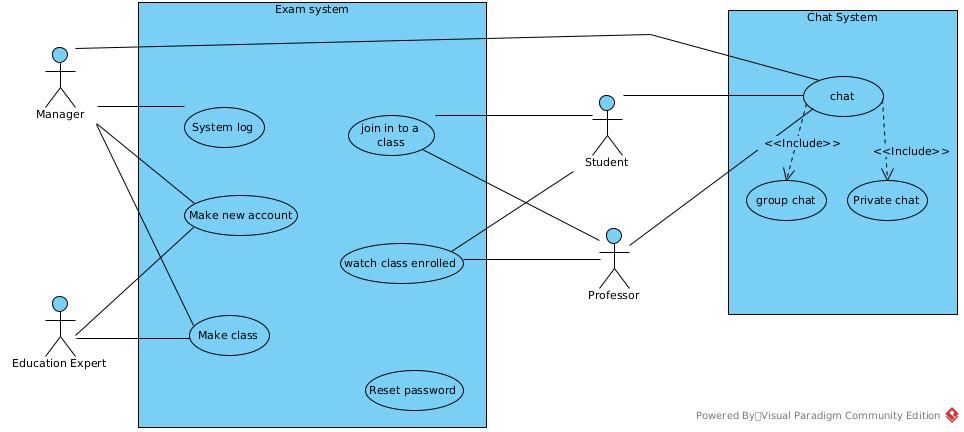 Exam system
Chat System
Manager
System log
join in to a
class
Student
chat
<<Include>>
<<Include>>
group chat
Private chat
Make new account
watch class enrolled
Professor
Education Expert
Make class
Reset password
Powered By▯Visual Paradigm Community Edition